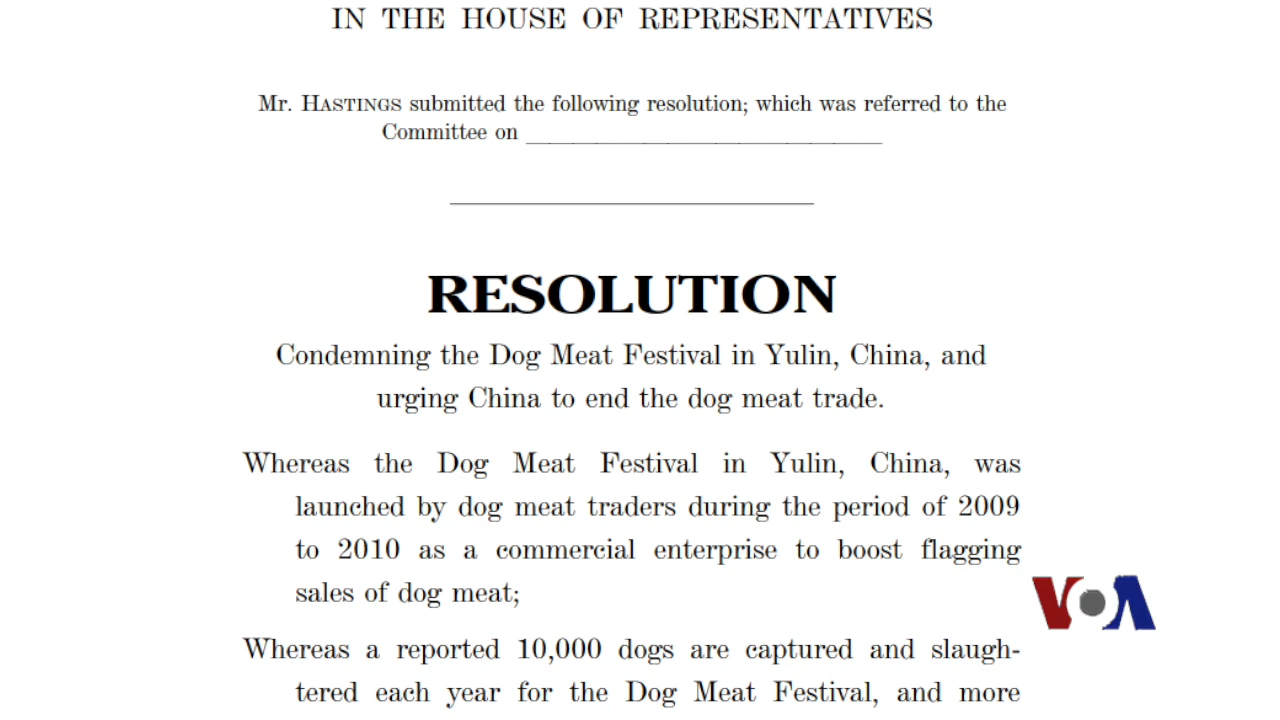 IN THE HOUSE OF REPRESENTATIVES
Mr. HASTINGS submitted the following resolution; which was referred to the
Committee on
RESOLUTION
Condemning the Dog Meat Festival in Yulin, China, and
urging China to end the dog meat trade.
Whereas the Dog Meat Festival in Yulin, China, was
launched by dog meat traders during the period of 2009
to 2010 as a commercial enterprise to boost flagging
sales of dog meat;
VOA
Whereas a reported 10,000 dogs are captured and slaugh-
tered each year for the Dog Meat Festival, and more